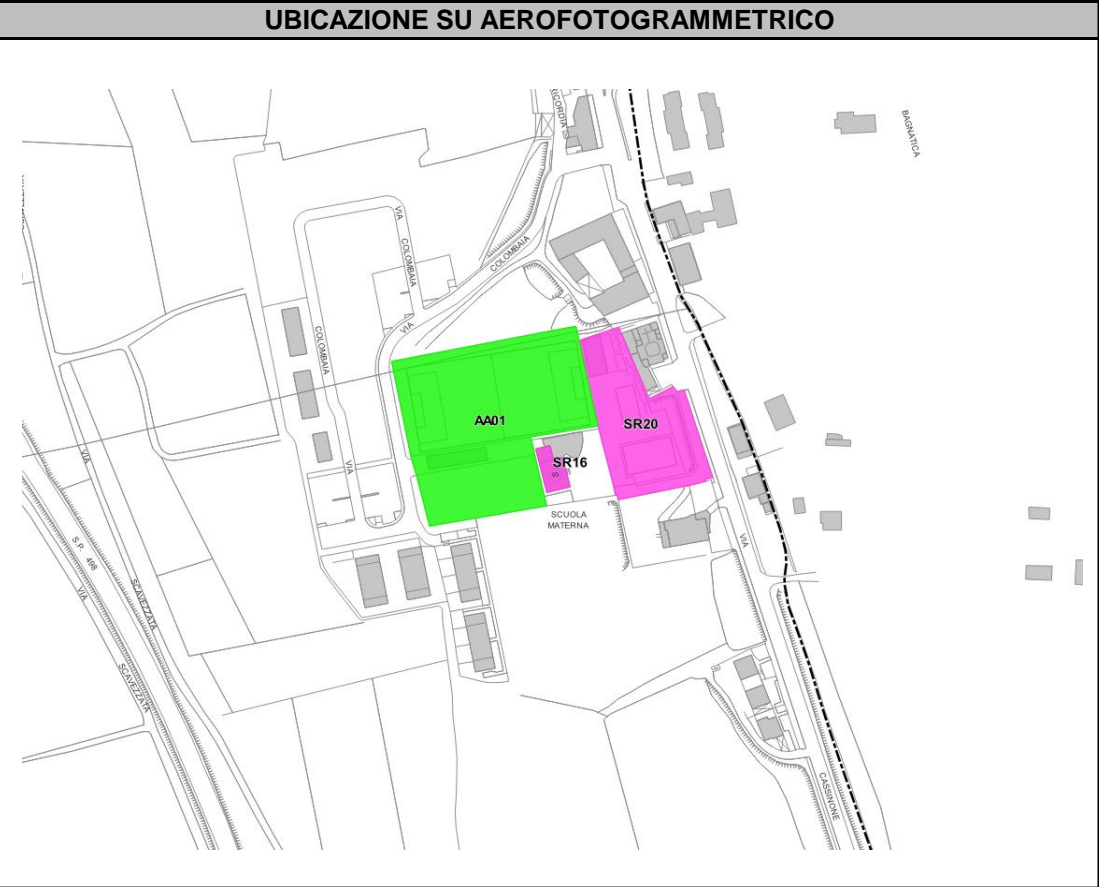 UBICAZIONE SU AEROFOTOGRAMMETRICO
BAGNATICA
VIA
COLOMBAIA
COLOMBAIA
VIA
COLOMBAIA
VIA
AA01
SR20
SR16
S
SCUOLA
MATERNA
VIA
S.P. 498
VIA
SCAVEZZATA
SCAVEZZATA
VIA
CASSINONE